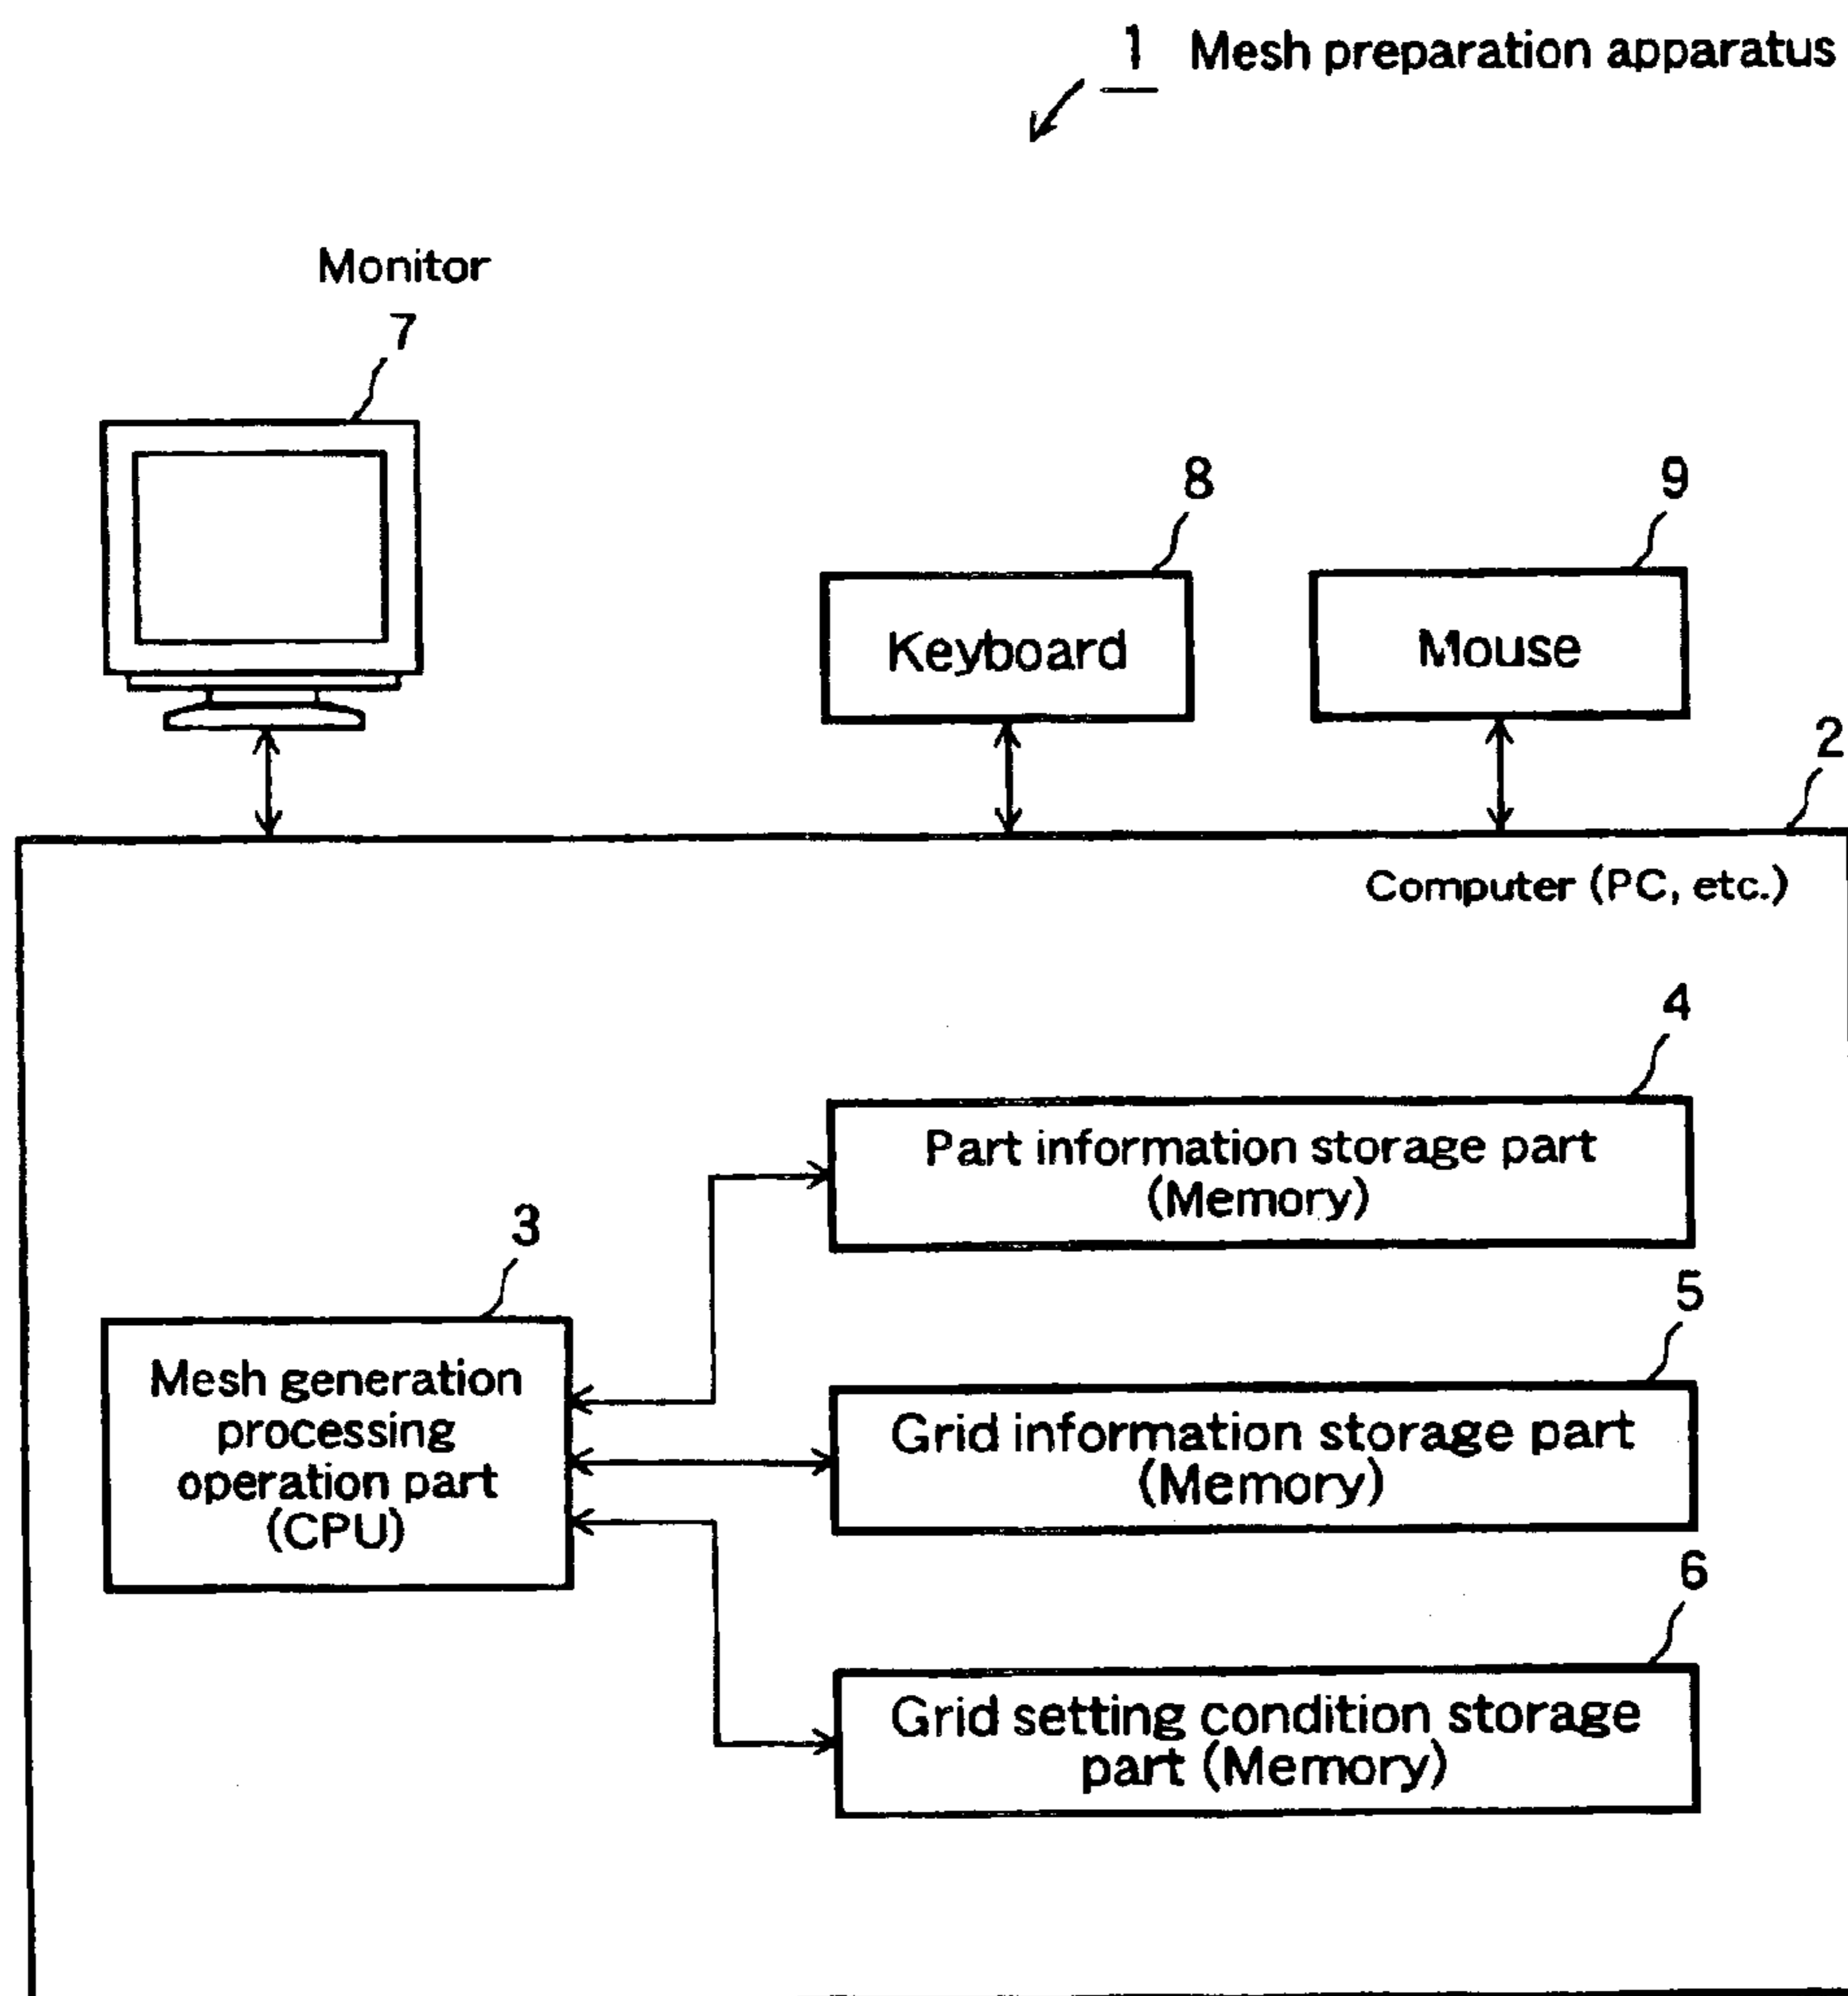 1 Mesh preparation apparatus
Monitor
7
8
9
Keyboard
Mouse
2
Computer (PC, etc.)
4
Part information storage part
(Memory)
3
5
Mesh generation
processing
operation part
(CPU)
Grid information storage part
(Memory)
6
Grid setting condition storage
part (Memory)